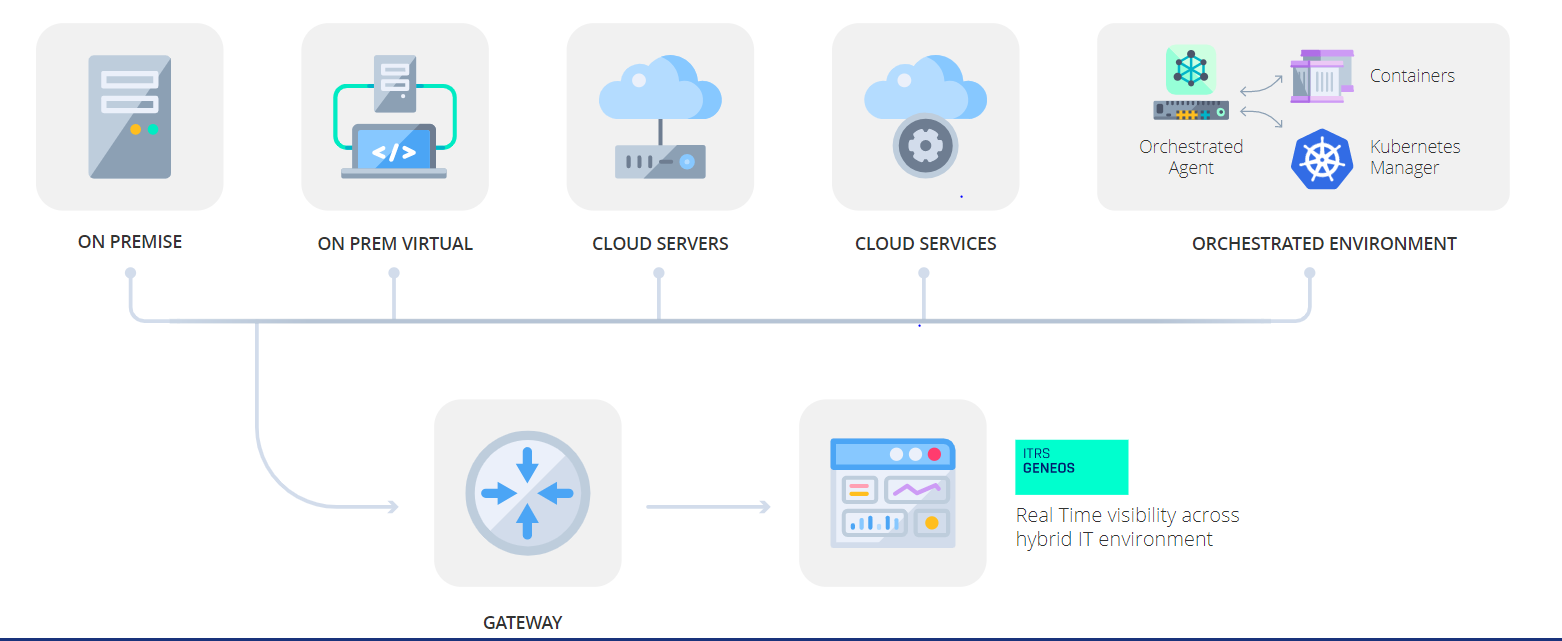 Containers
Orchestrated
Agent
Kubernetes
Manager
</>
ON PREMISE
ON PREM VIRTUAL
CLOUD SERVERS
CLOUD SERVICES
ORCHESTRATED ENVIRONMENT
ITRS
GENEOS
Real Time visibility across
hybrid IT environment
GATEWAY